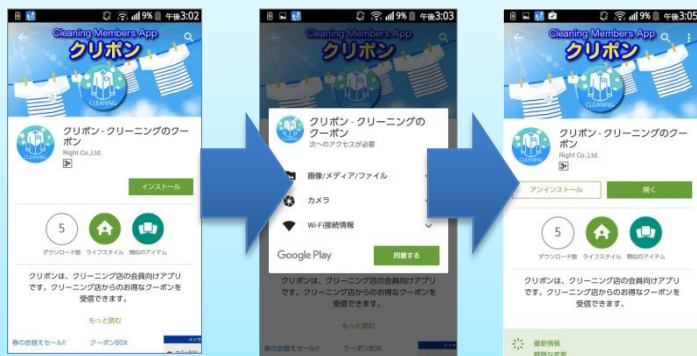 9% 午後3:02
Cleaning Members App
クリポン
CLEANING
クリポン - クリーニングのクー
ポン
Right Co.,Ltd.
3+
インストール
5
ダウンロード数 ライフスタイル 類似のアイテム
クリポンは、クリーニング店の会員向けアプリ
です。クリーニング店からのお得なクーポンを
受信できます。
もっと読む
春の衣替えセール!! クーポンBOX
9% 午後3:03
Cleaning Members App
クリポン
クリポン - クリーニングの
クーポン
次へのアクセスが必要
画像/メディア/ファイル
カメラ
Wi-Fi接続情報
Google Play 同意する
クリポンは、クリーニング店の会員向けアプリ
です。クリーニング店からのお得なクーポンを
受信できます。
もっと読む
春の衣替えセール!! クーポンBOX
9% 午後3:05
Cleaning Members App
クリポン
CLEANING
クリポン - クリーニングのクー
ポン
Right Co.,Ltd.
3+
アンインストール 開く
5
ダウンロード数 ライフスタイル 類似のアイテム
クリポンは、クリーニング店の会員向けアプリ
です。クリーニング店からのお得なクーポンを
受信できます。
最新情報
軽微な変更